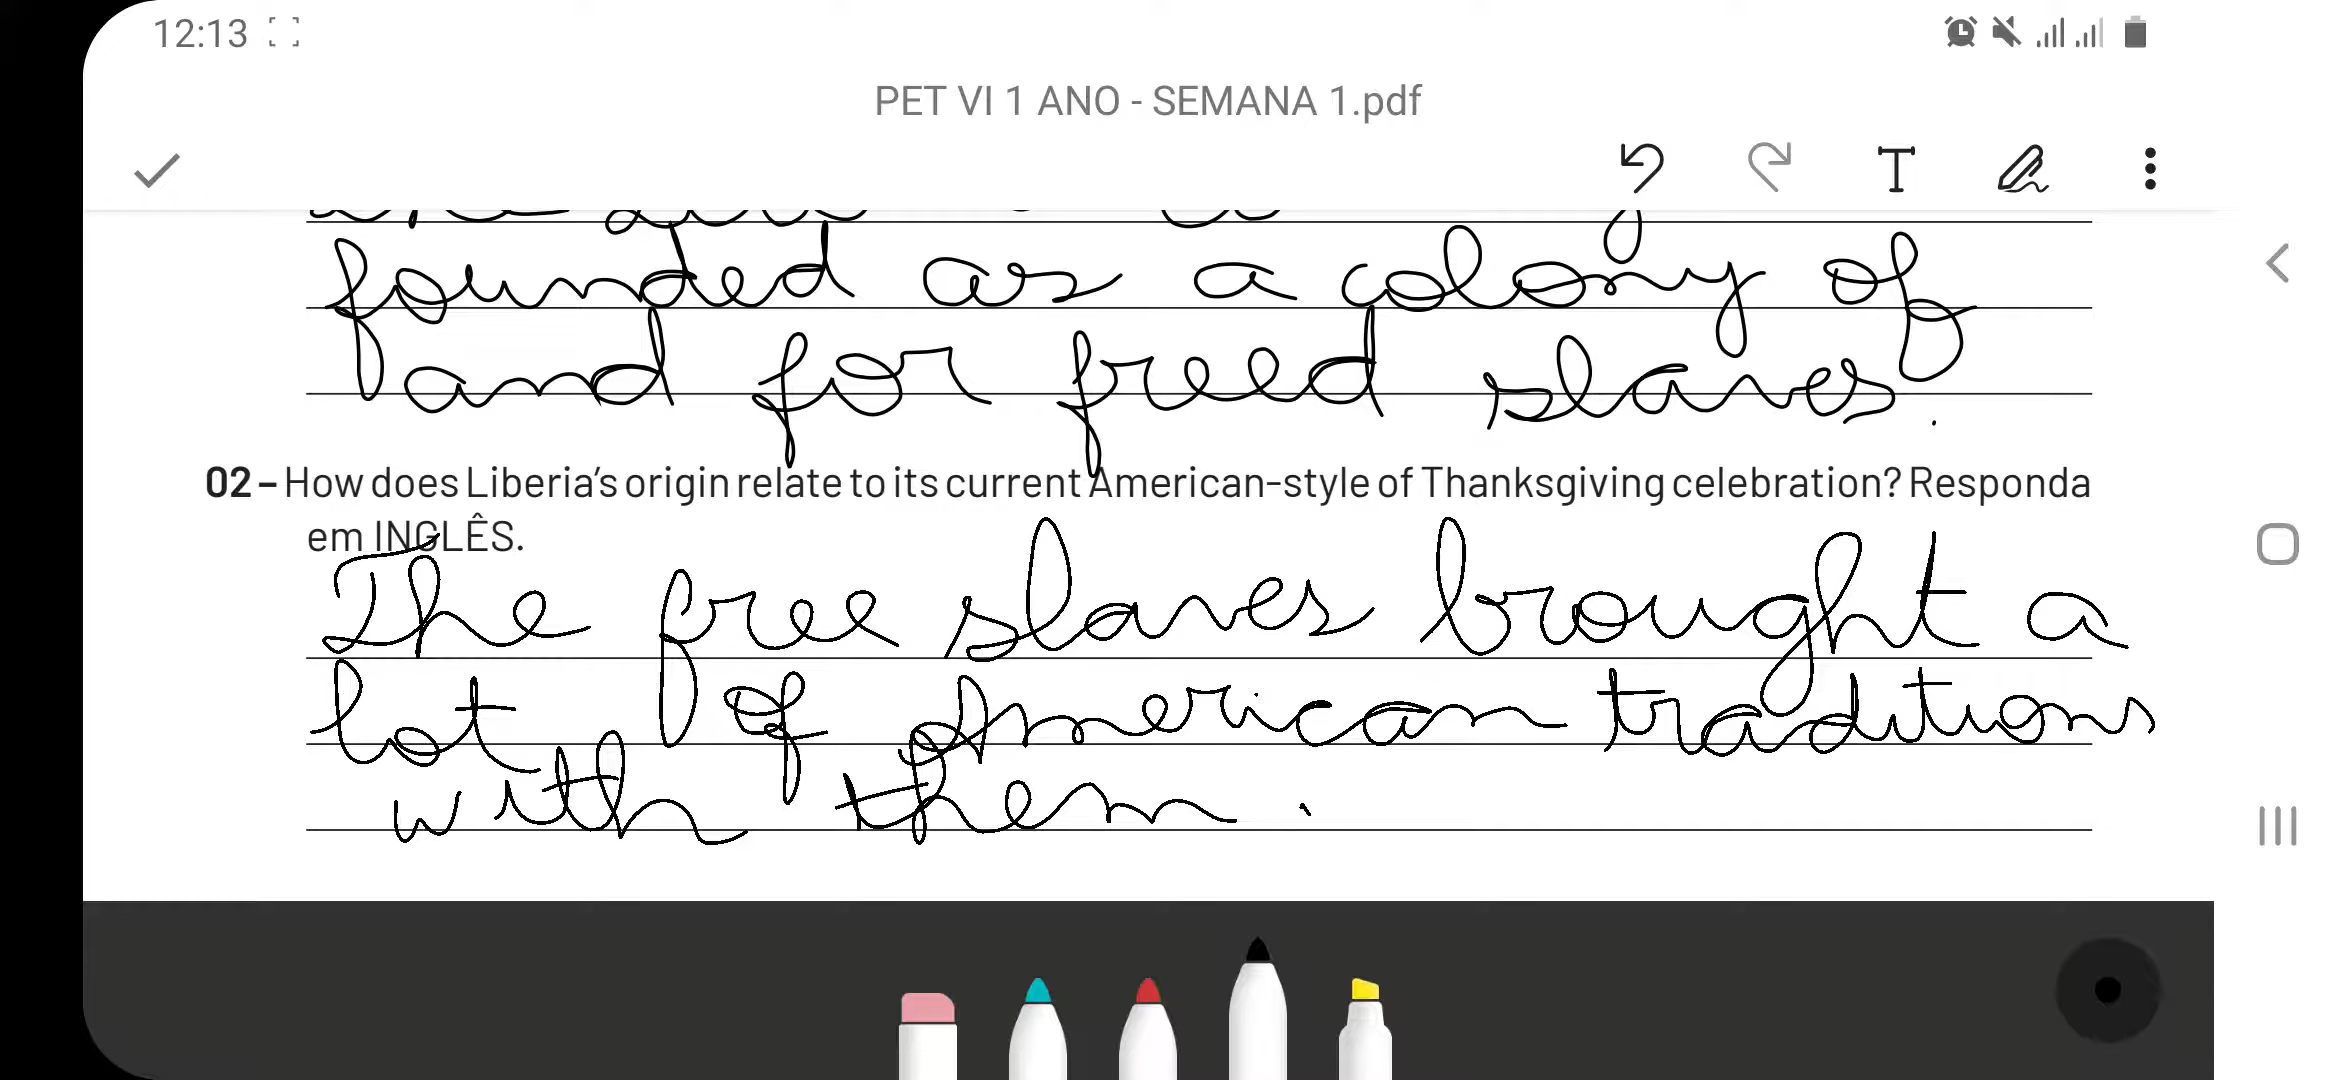 12:13
PET VI 1 ANO - SEMANA 1.pdf
T
founded as a colony of
land for freed slaves.
02 – How does Liberia's origin relate to its current American-style of Thanksgiving celebration? Responda
em INGLÊS.
The free slaves brought a
lot of American traditions
with them.